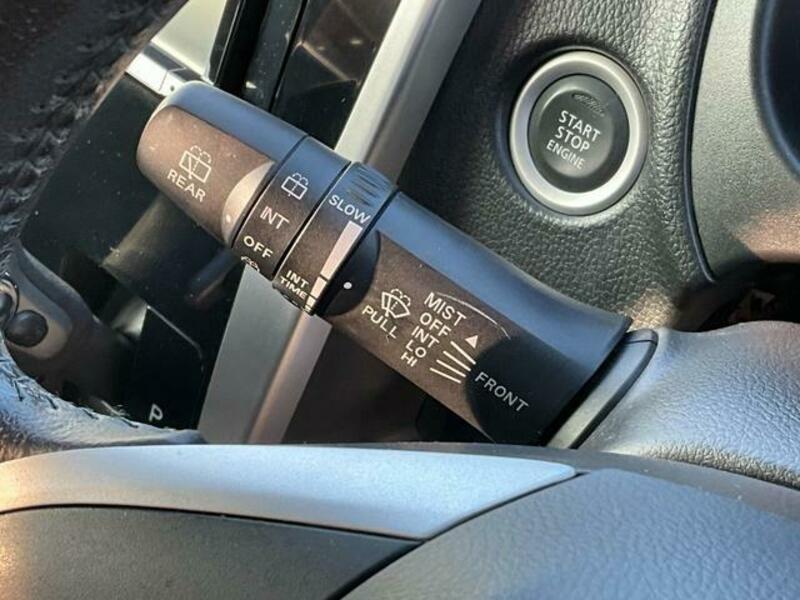 REAR
INT
OFF
SLOW
INT
TIME
PULL
MIST
OFF
INT
LO
HI
FRONT
START
STOP
ENGINE
P